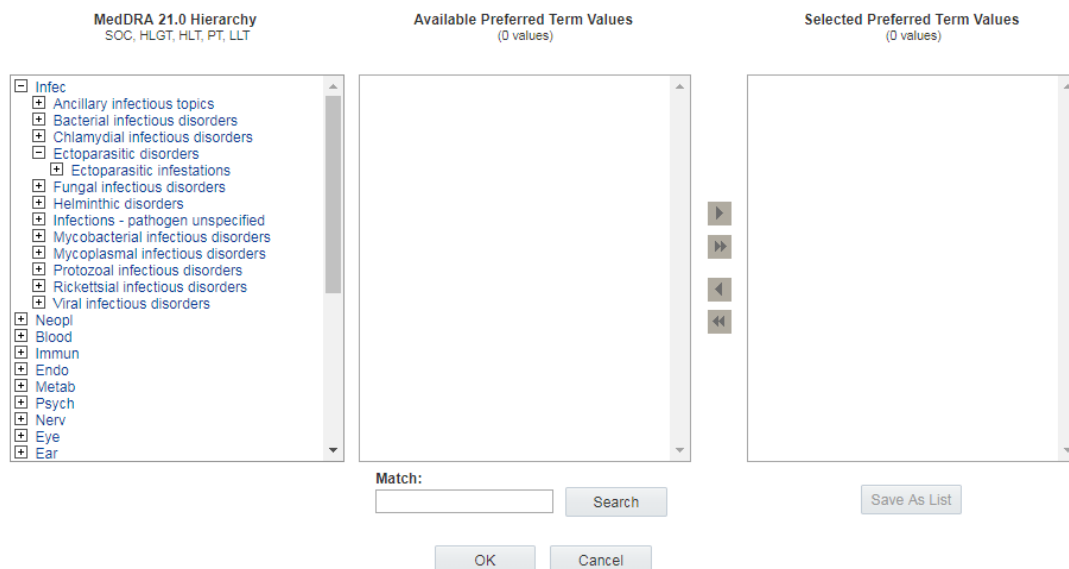 MedDRA 21.0 Hierarchy
SOC, HLGT, HLT, PT, LLT
Available Preferred Term Values
(0 values)
Selected Preferred Term Values
(0 values)
Infec
Ancillary infectious topics
Bacterial infectious disorders
Chlamydial infectious disorders
Ectoparasitic disorders
Ectoparasitic infestations
Fungal infectious disorders
Helminthic disorders
Infections - pathogen unspecified
Mycobacterial infectious disorders
Mycoplasmal infectious disorders
Protozoal infectious disorders
Rickettsial infectious disorders
Viral infectious disorders
Neopl
Blood
Immun
Endo
Metab
Psych
Nerv
Eye
Ear
Match:
Search
Save As List
OK
Cancel